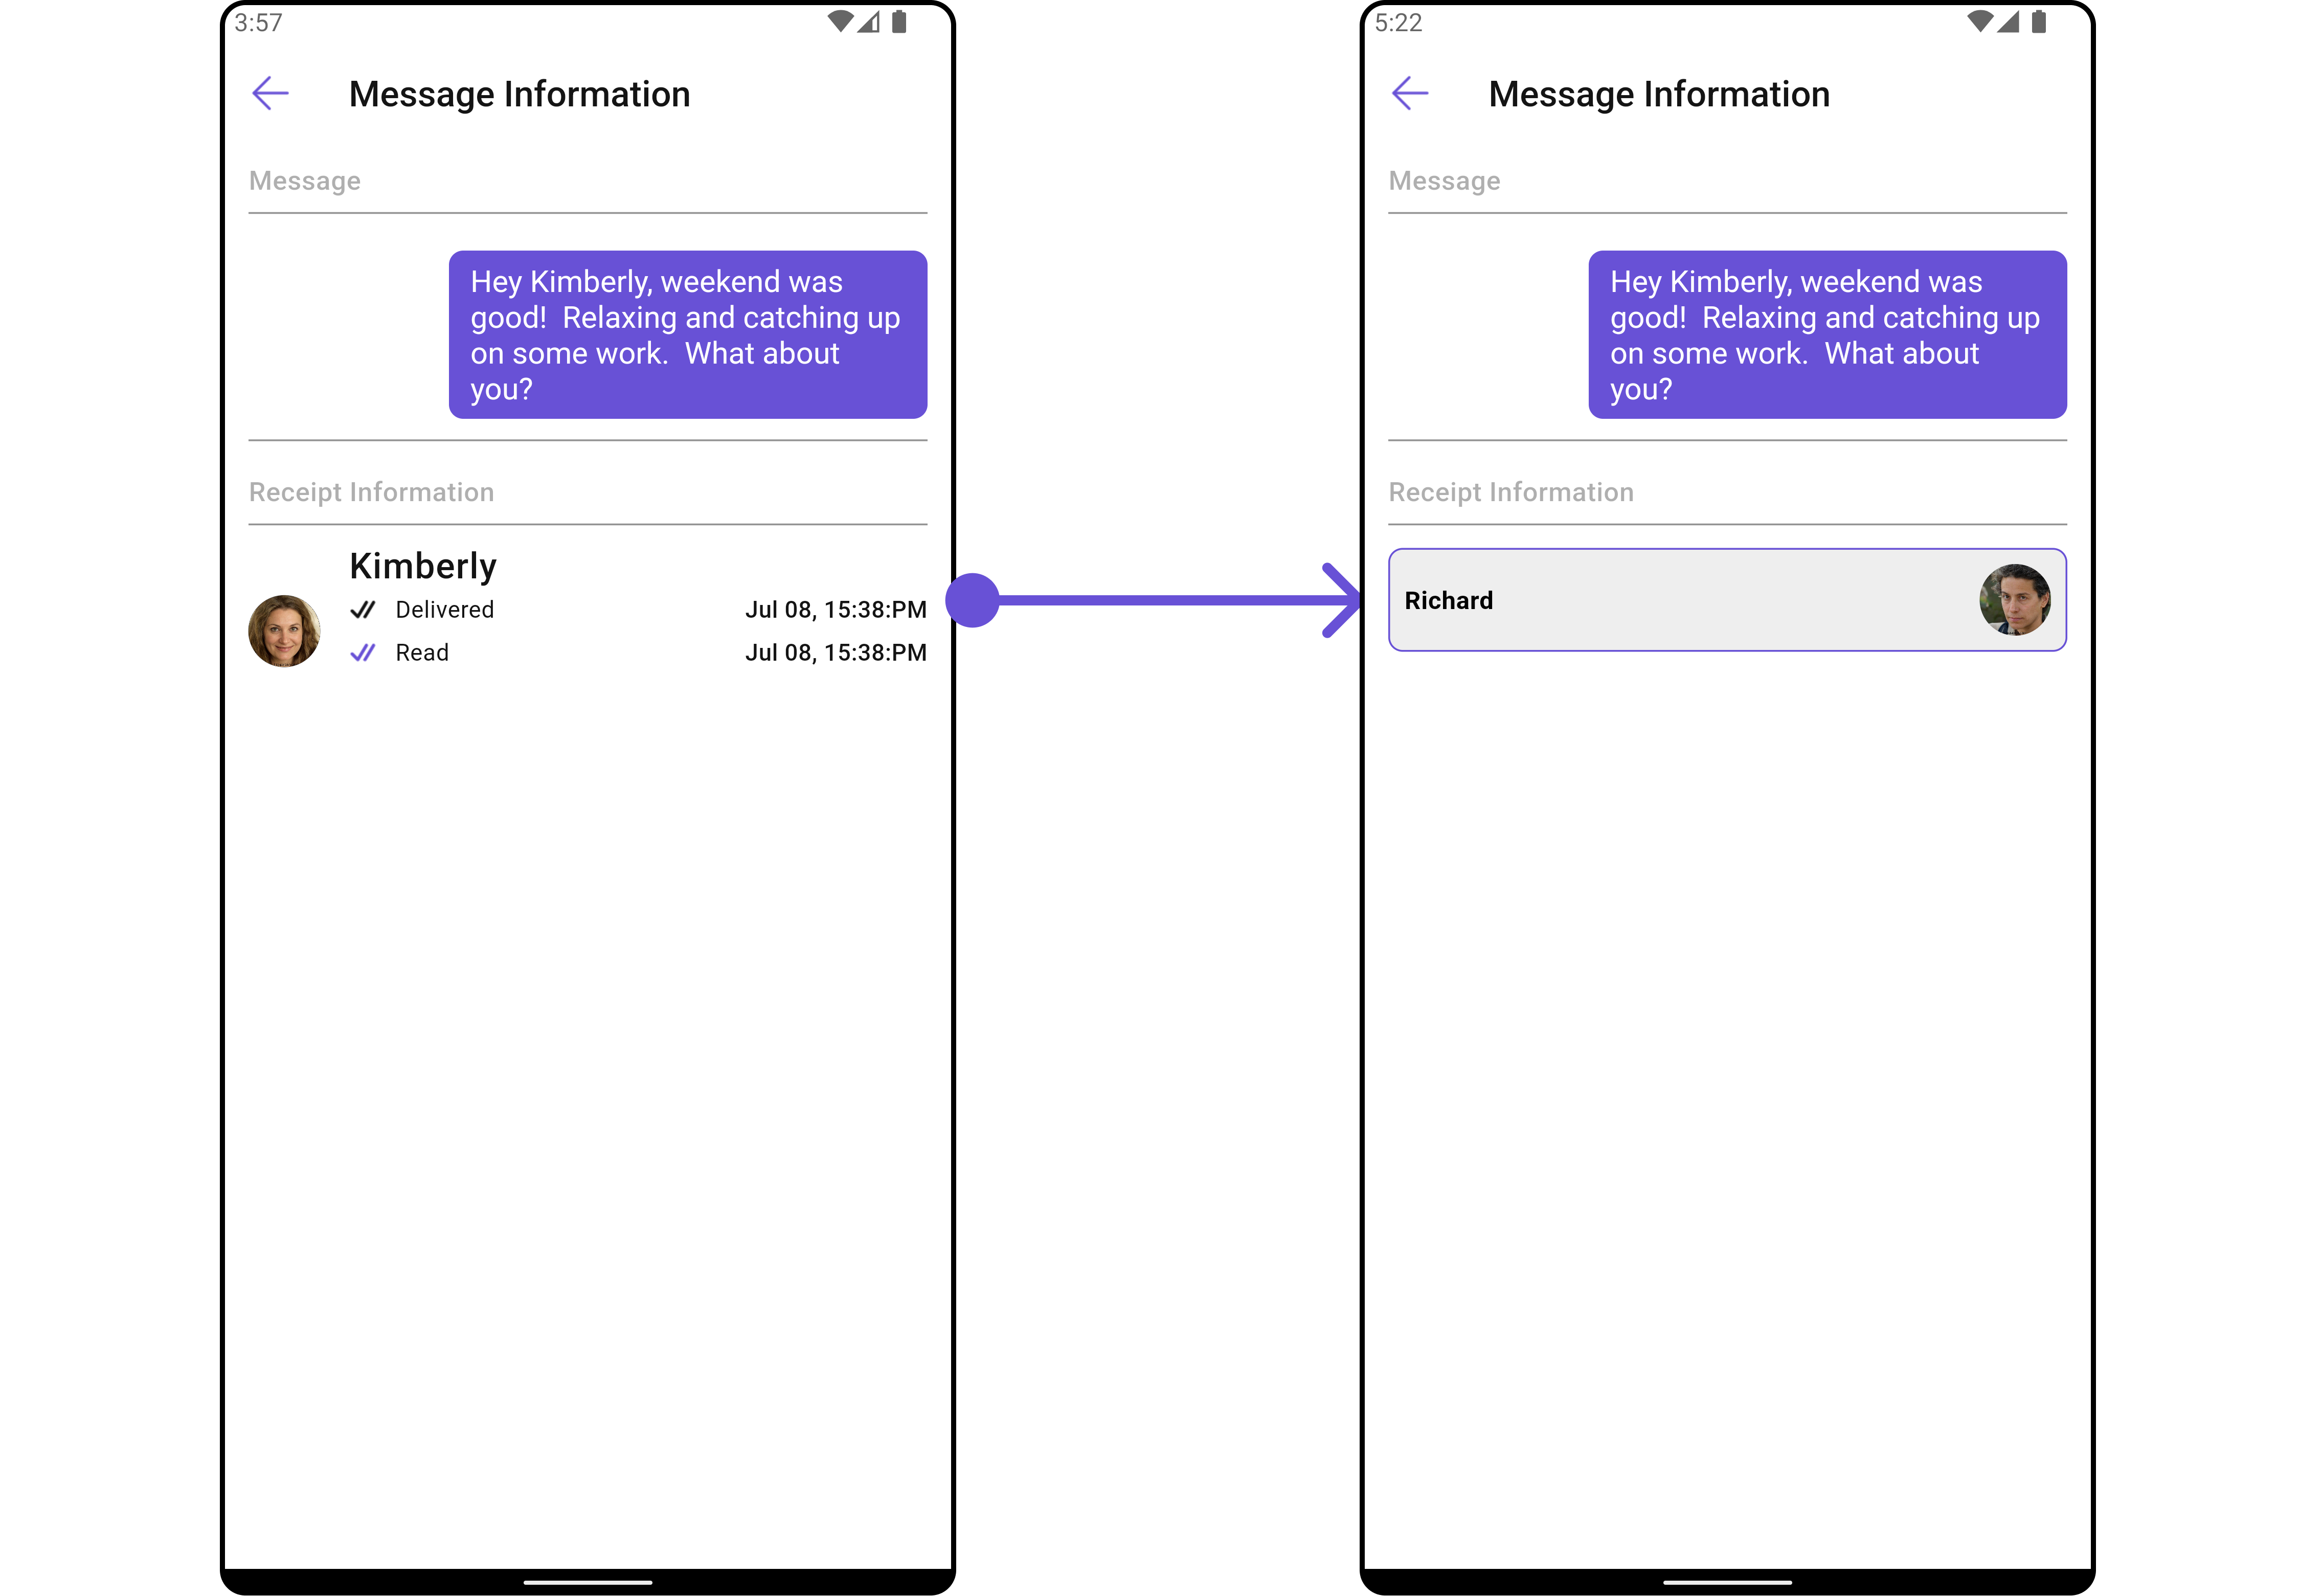 3:57
Message Information
Message
Hey Kimberly, weekend was
good!  Relaxing and catching up
on some work.  What about
you?
Receipt Information
Kimberly
Delivered Jul 08, 15:38:PM
Read Jul 08, 15:38:PM
5:22
Message Information
Message
Hey Kimberly, weekend was
good!  Relaxing and catching up
on some work.  What about
you?
Receipt Information
Richard